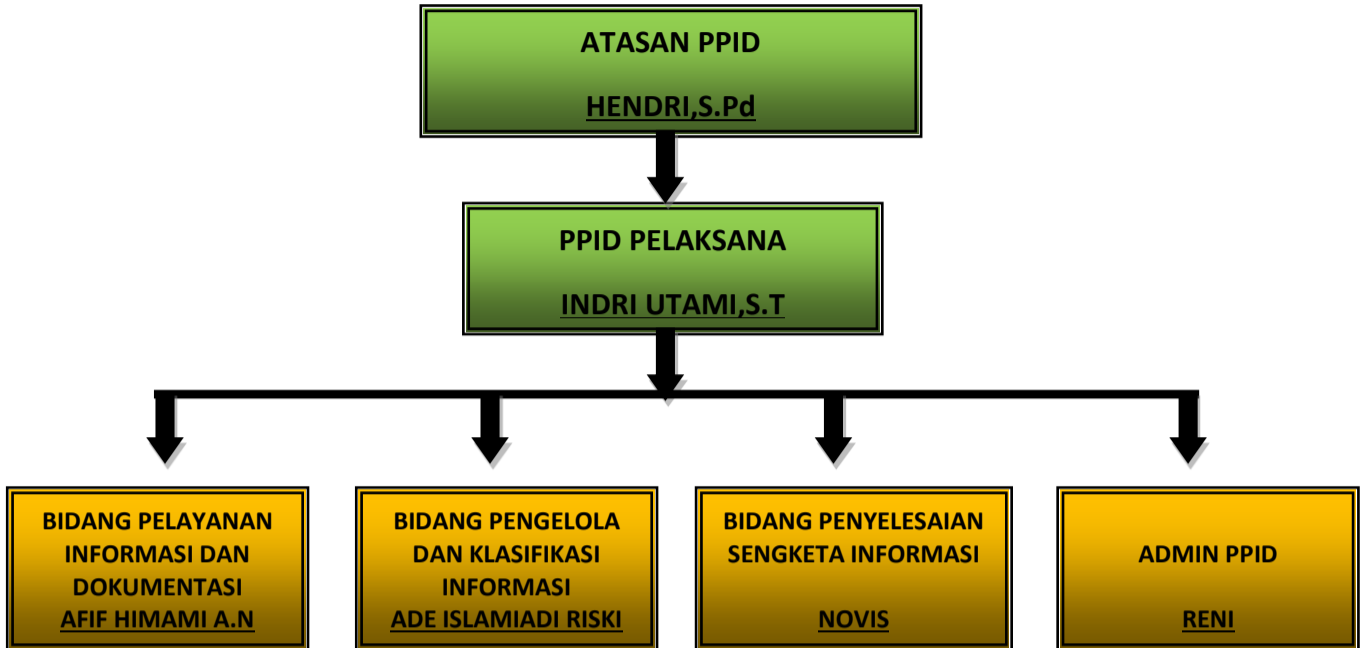 ATASAN PPID
HENDRI,S.Pd
PPID PELAKSANA
INDRI UTAMI,S.T
BIDANG PELAYANAN
INFORMASI DAN
DOKUMENTASI
AFIF HIMAMI A.N
BIDANG PENGELOLA
DAN KLASIFIKASI
INFORMASI
ADE ISLAMIADI RISKI
BIDANG PENYELESAIAN
SENGKETA INFORMASI
NOVIS
ADMIN PPID
RENI